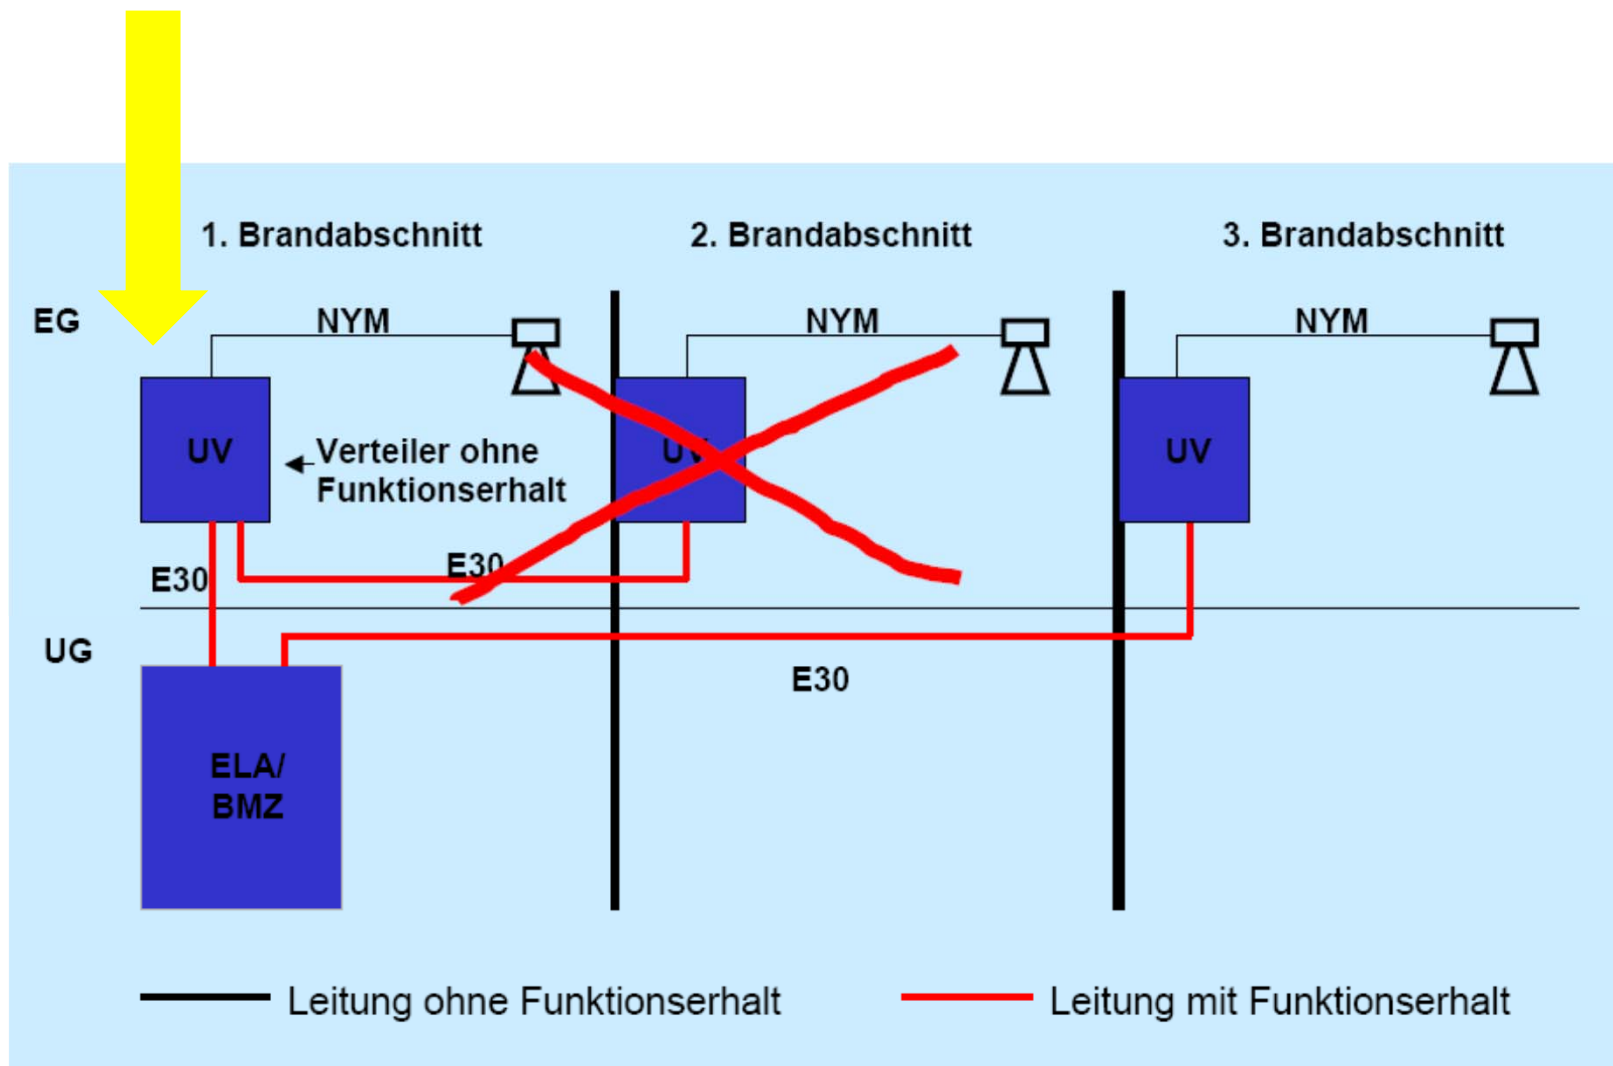 1. Brandabschnitt
2. Brandabschnitt
3. Brandabschnitt
EG
NYM
NYM
NYM
UV
Verteiler ohne
Funktionserhalt
UV
UV
E30
E30
UG
E30
ELA/
BMZ
Leitung ohne Funktionserhalt
Leitung mit Funktionserhalt